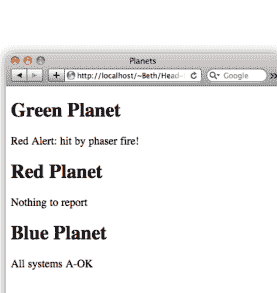 Planets
http://localhost/~Beth/Head-
Google
Green Planet
Red Alert: hit by phaser fire!
Red Planet
Nothing to report
Blue Planet
All systems A-OK